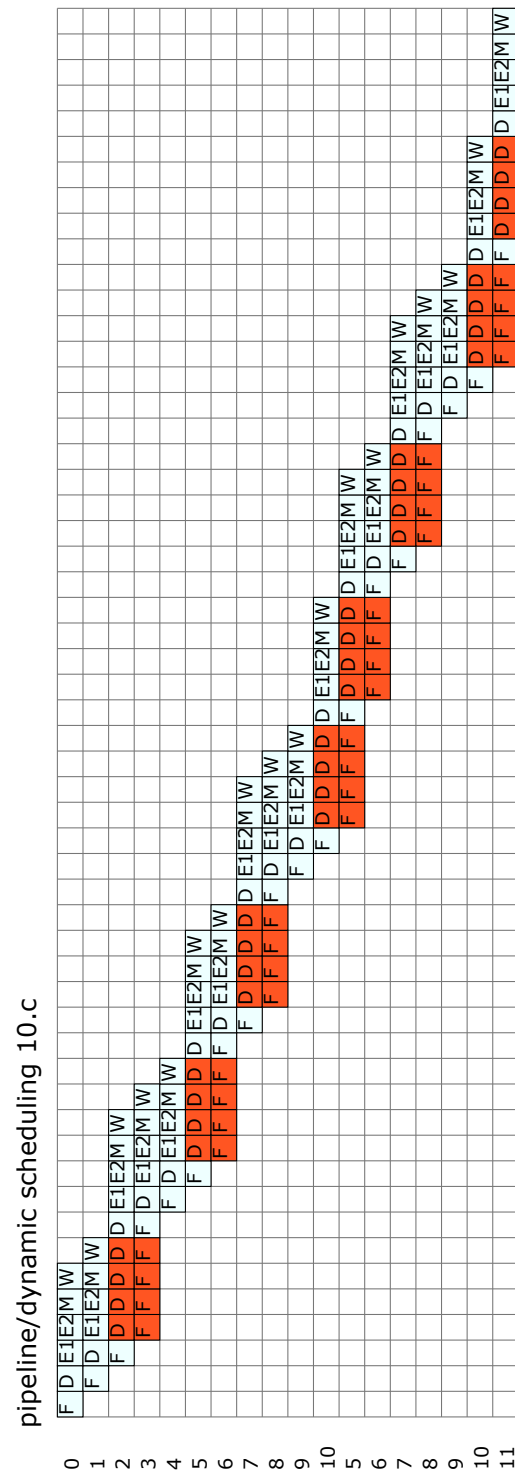 pipeline/dynamic scheduling 10.c
0 F D E1 E2 M W
1 F D E1 E2 M W
2 F D D D D D E1 E2 M W
3 F F F F F D E1 E2 M W
4 F D E1 E2 M W
5 F D D D D D E1 E2 M W
6 F F F F F D E1 E2 M W
7 F D D D D D E1 E2 M W
8 F F F F F D E1 E2 M W
9 F D E1 E2 M W
10 F D D D D D E1 E2 M W
5 F F F F F D D D D D E1 E2 M W
6 F F F F F D E1 E2 M W
7 F D D D D D E1 E2 M W
8 F F F F F D E1 E2 M W
9 F D E1 E2 M W
10 F D D D D D E1 E2 M W
11 F F F F F D D D D D E1 E2 M W